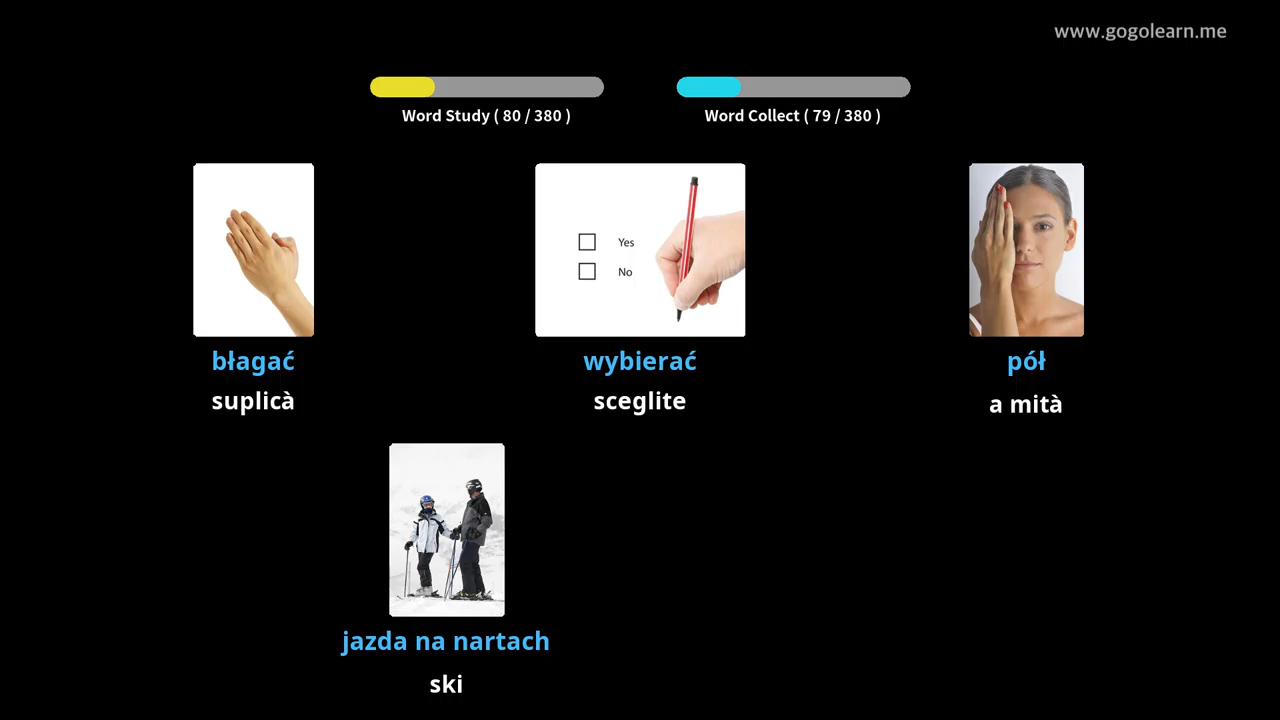 www.gogolearn.me
Word Study ( 80 / 380 )
Word Collect ( 79 / 380 )
Yes
No
błagać
suplicà
wybierać
sceglite
pół
a mità
jazda na nartach
ski